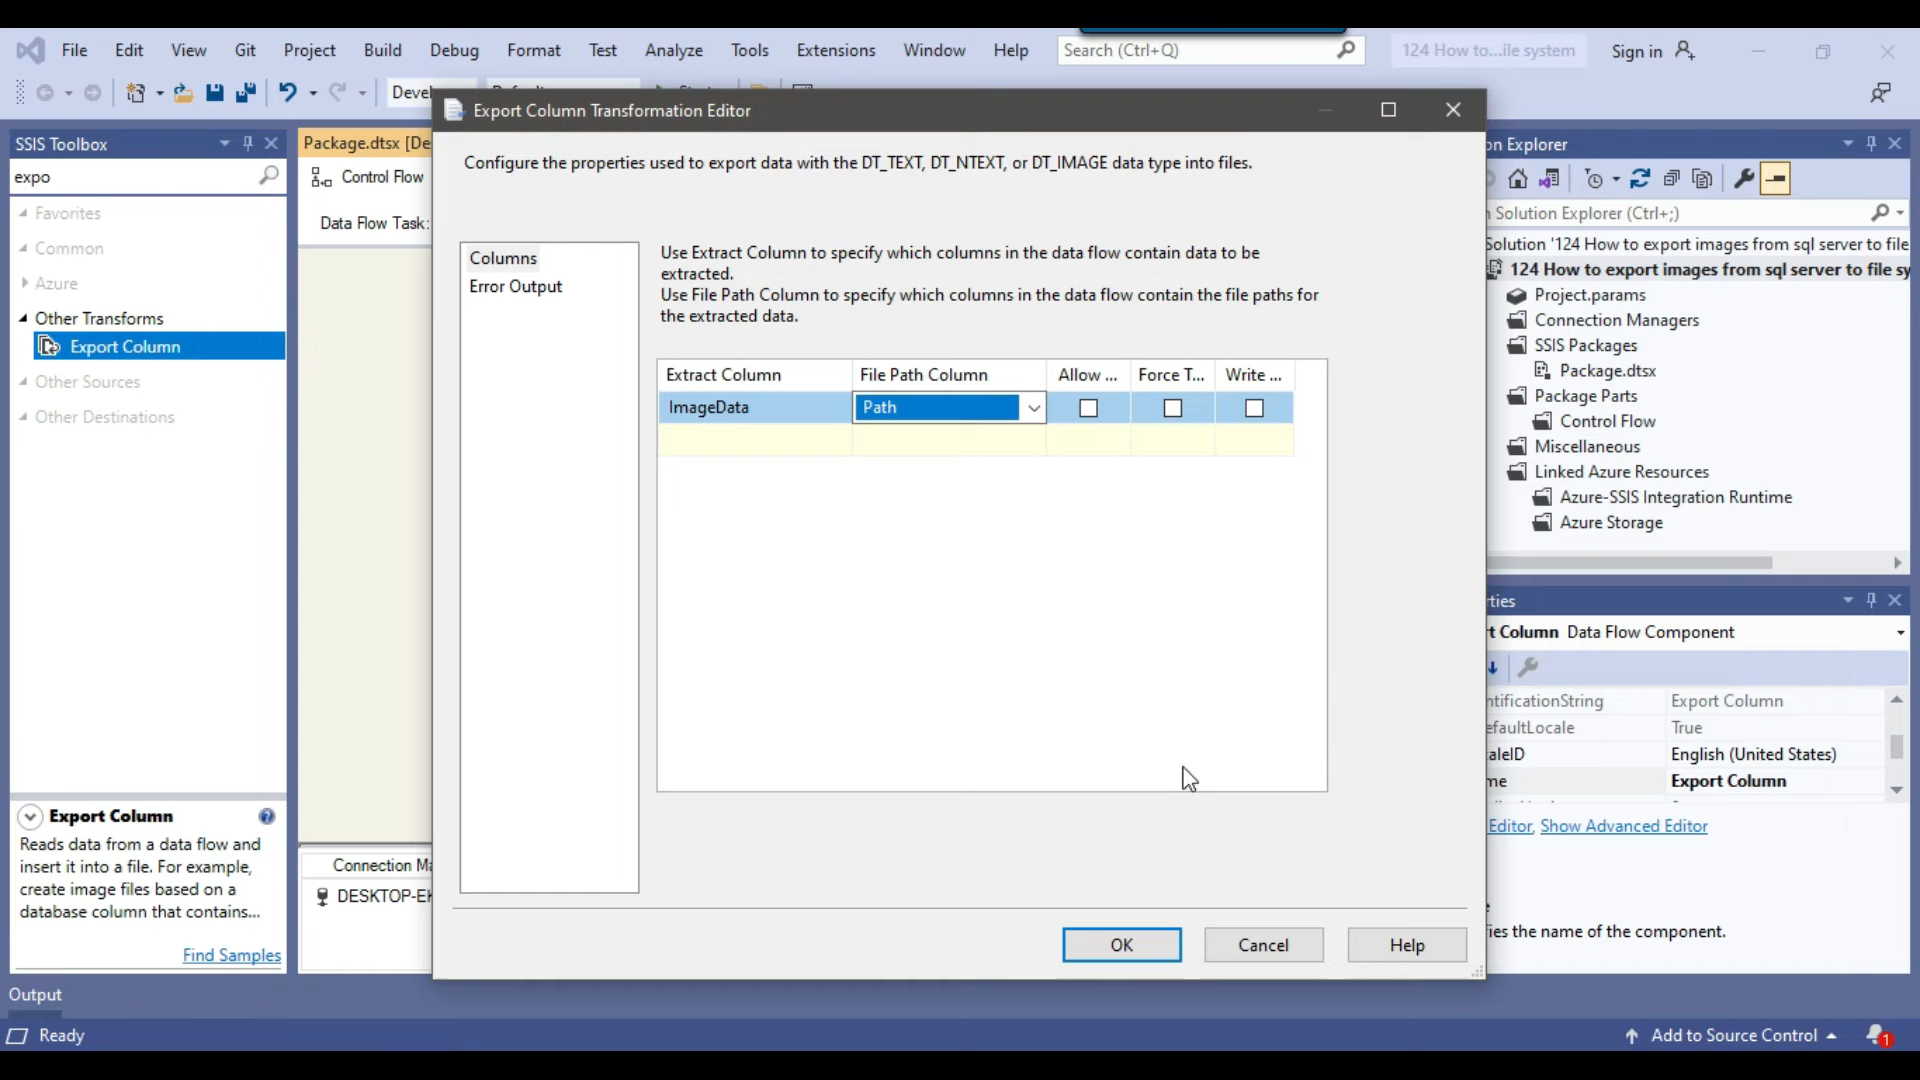 File Edit View Git Project Build Debug Format Test Analyze Tools Extensions Window Help Search (Ctrl+Q) 124 How to...ile system Sign in
SSIS Toolbox
expo
Favorites
Common
Azure
Other Transforms
Export Column
Other Sources
Other Destinations
Export Column
Reads data from a data flow and
insert it into a file. For example,
create image files based on a
database column that contains...
Find Samples
Package.dtsx [De
Control Flow
Data Flow Task:
Connection Ma
DESKTOP-EK
Export Column Transformation Editor
Configure the properties used to export data with the DT_TEXT, DT_NTEXT, or DT_IMAGE data type into files.
Columns
Error Output
Use Extract Column to specify which columns in the data flow contain data to be
extracted.
Use File Path Column to specify which columns in the data flow contain the file paths for
the extracted data.
Extract Column File Path Column Allow ... Force T... Write ...
ImageData Path
OK Cancel Help
on Explorer
Solution Explorer (Ctrl+;)
Solution '124 How to export images from sql server to file
124 How to export images from sql server to file sy
Project.params
Connection Managers
SSIS Packages
Package.dtsx
Package Parts
Control Flow
Miscellaneous
Linked Azure Resources
Azure-SSIS Integration Runtime
Azure Storage
rties
t Column Data Flow Component
ntificationString Export Column
efaultLocale True
aleID English (United States)
me Export Column
Editor, Show Advanced Editor
fies the name of the component.
Output
Ready
Add to Source Control
1